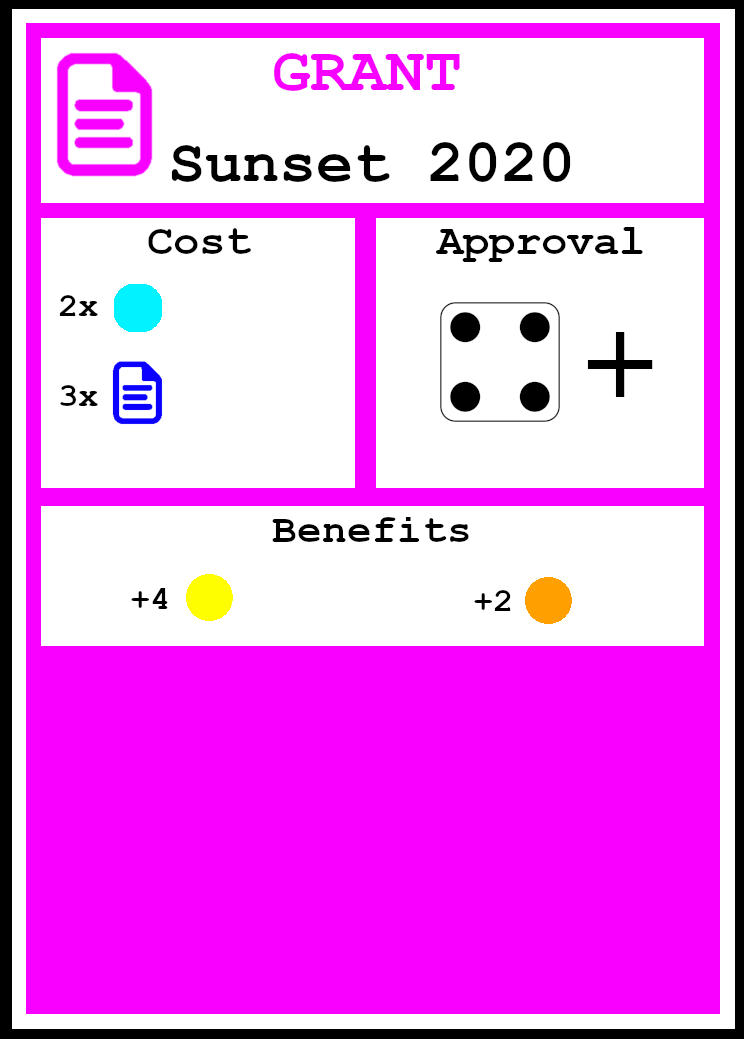 GRANT
Sunset 2020
Cost
2x
3x
Approval
+
Benefits
+4
+2